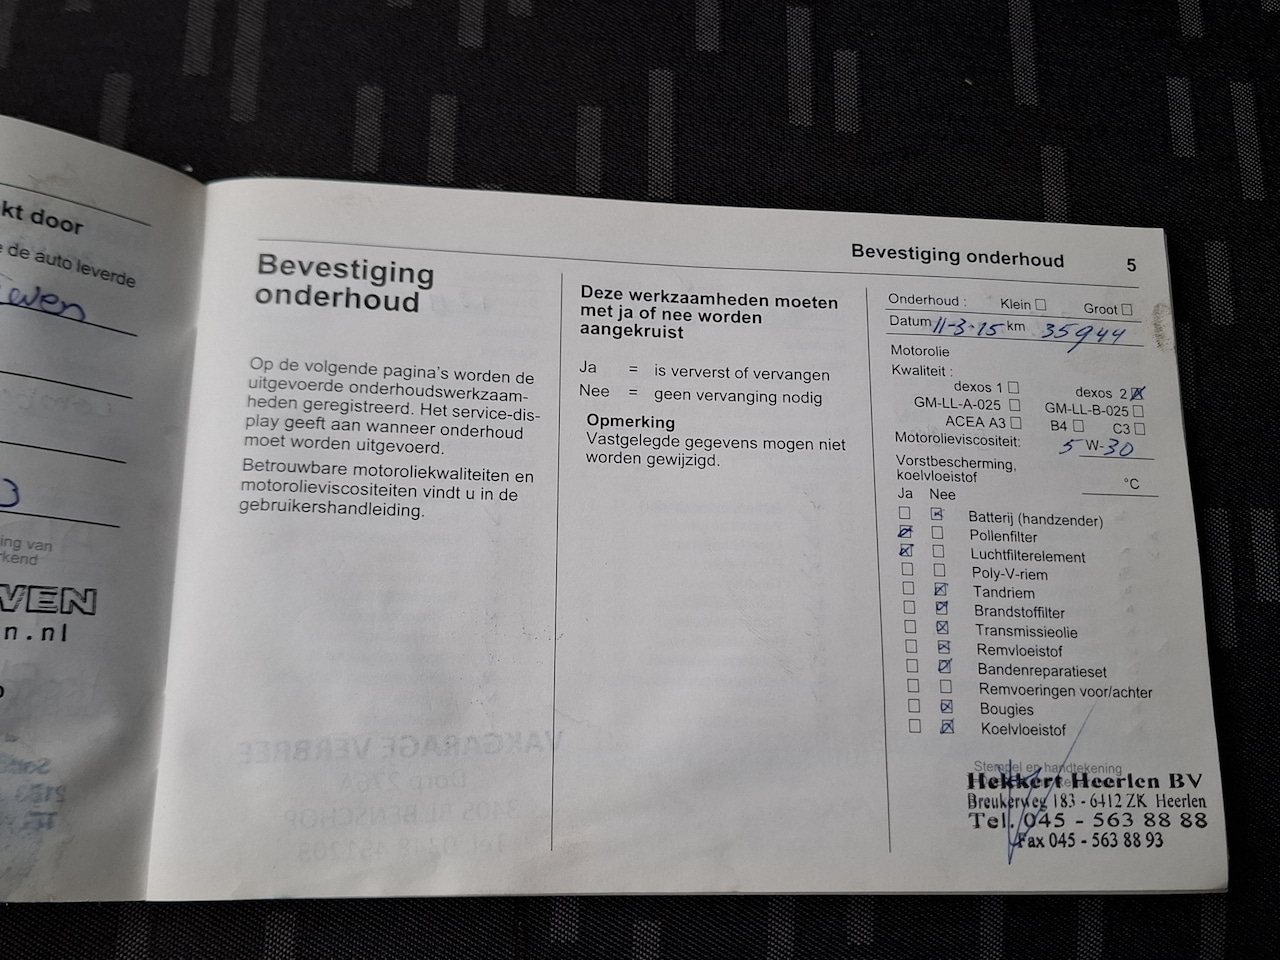 kt door
de auto leverde
ing van
rkend
VEN
n.nl
Bevestiging onderhoud 5
Bevestiging
onderhoud
Op de volgende pagina's worden de
uitgevoerde onderhoudswerkzaam-
heden geregistreerd. Het service-dis-
play geeft aan wanneer onderhoud
moet worden uitgevoerd.
Betrouwbare motoroliekwaliteiten en
motorolieviscositeiten vindt u in de
gebruikershandleiding.
Deze werkzaamheden moeten
met ja of nee worden
aangekruist
Ja = is ververst of vervangen
Nee = geen vervanging nodig
Opmerking
Vastgelegde gegevens mogen niet
worden gewijzigd.
Onderhoud : Klein Groot
Datum 11-3-15 km 35944
Motorolie
Kwaliteit :
dexos 1 dexos 2
GM-LL-A-025 GM-LL-B-025
ACEA A3 B4 C3
Motorolieviscositeit: 5 W-30
Vorstbescherming,
koelvloeistof °C
Ja Nee
Batterij (handzender)
Pollenfilter
Luchtfilterelement
Poly-V-riem
Tandriem
Brandstoffilter
Transmissieolie
Remvloeistof
Bandenreparatieset
Remvoeringen voor/achter
Bougies
Koelvloeistof
Stempel en handtekening
Hekkert Heerlen BV
Breukerweg 183 - 6412 ZK Heerlen
Tel. 045 - 563 88 88
Fax 045 - 563 88 93